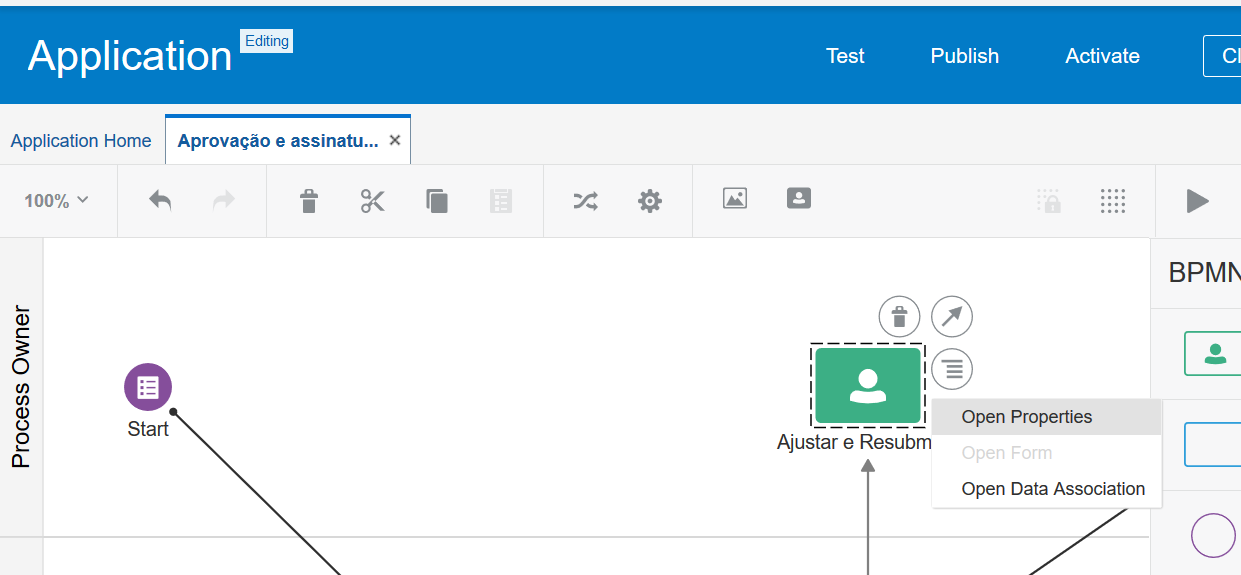 Application
Editing
Test
Publish
Activate
Application Home
Aprovação e assinatu...
100%
BPMN
Process Owner
Start
Ajustar e Resubm
Open Properties
Open Form
Open Data Association